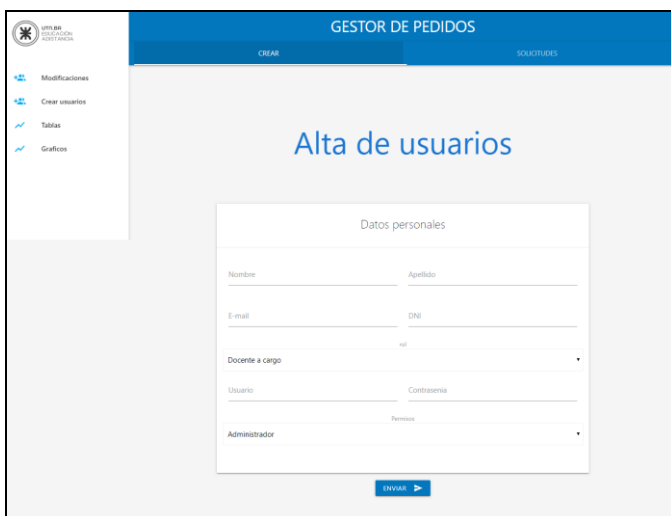 UTN.BA
EDUCACIÓN
ADISTANCIA
GESTOR DE PEDIDOS
CREAR
SOLICITUDES
Modificaciones
Crear usuarios
Tablas
Graficos
Alta de usuarios
Datos personales
Nombre
Apellido
E-mail
DNI
rol
Docente a cargo
Usuario
Contrasenia
Permisos
Administrador
ENVIAR